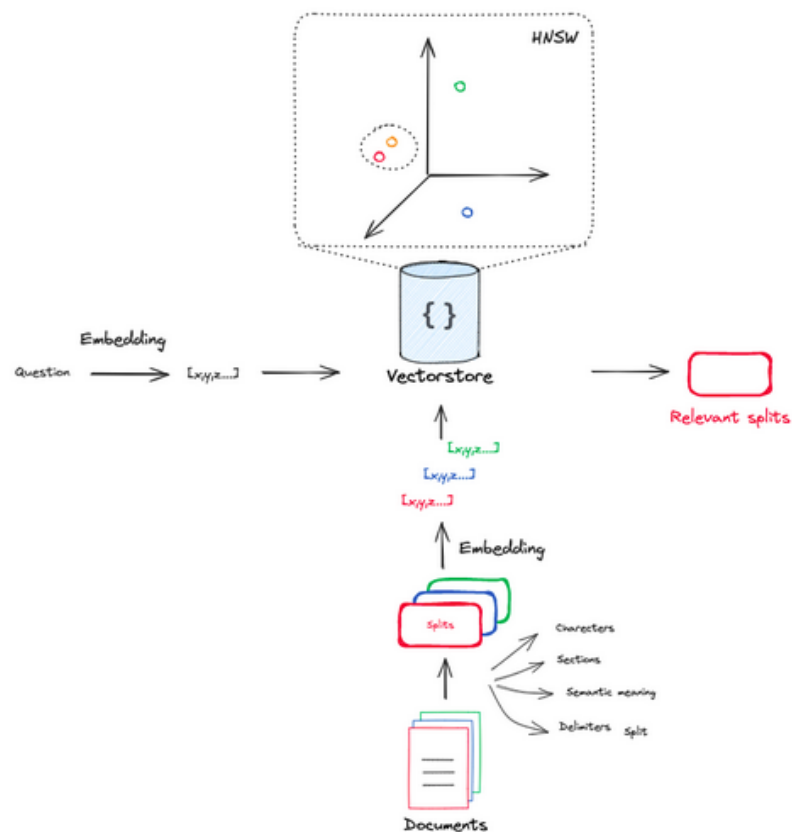 HNSW
{ }
Embedding
Question
[x,y,z...]
Vectorstore
Relevant splits
[x,y,z...]
[x,y,z...]
[x,y,z...]
Embedding
Splits
Charecters
Sections
Semantic meaning
Delimiters Split
Documents